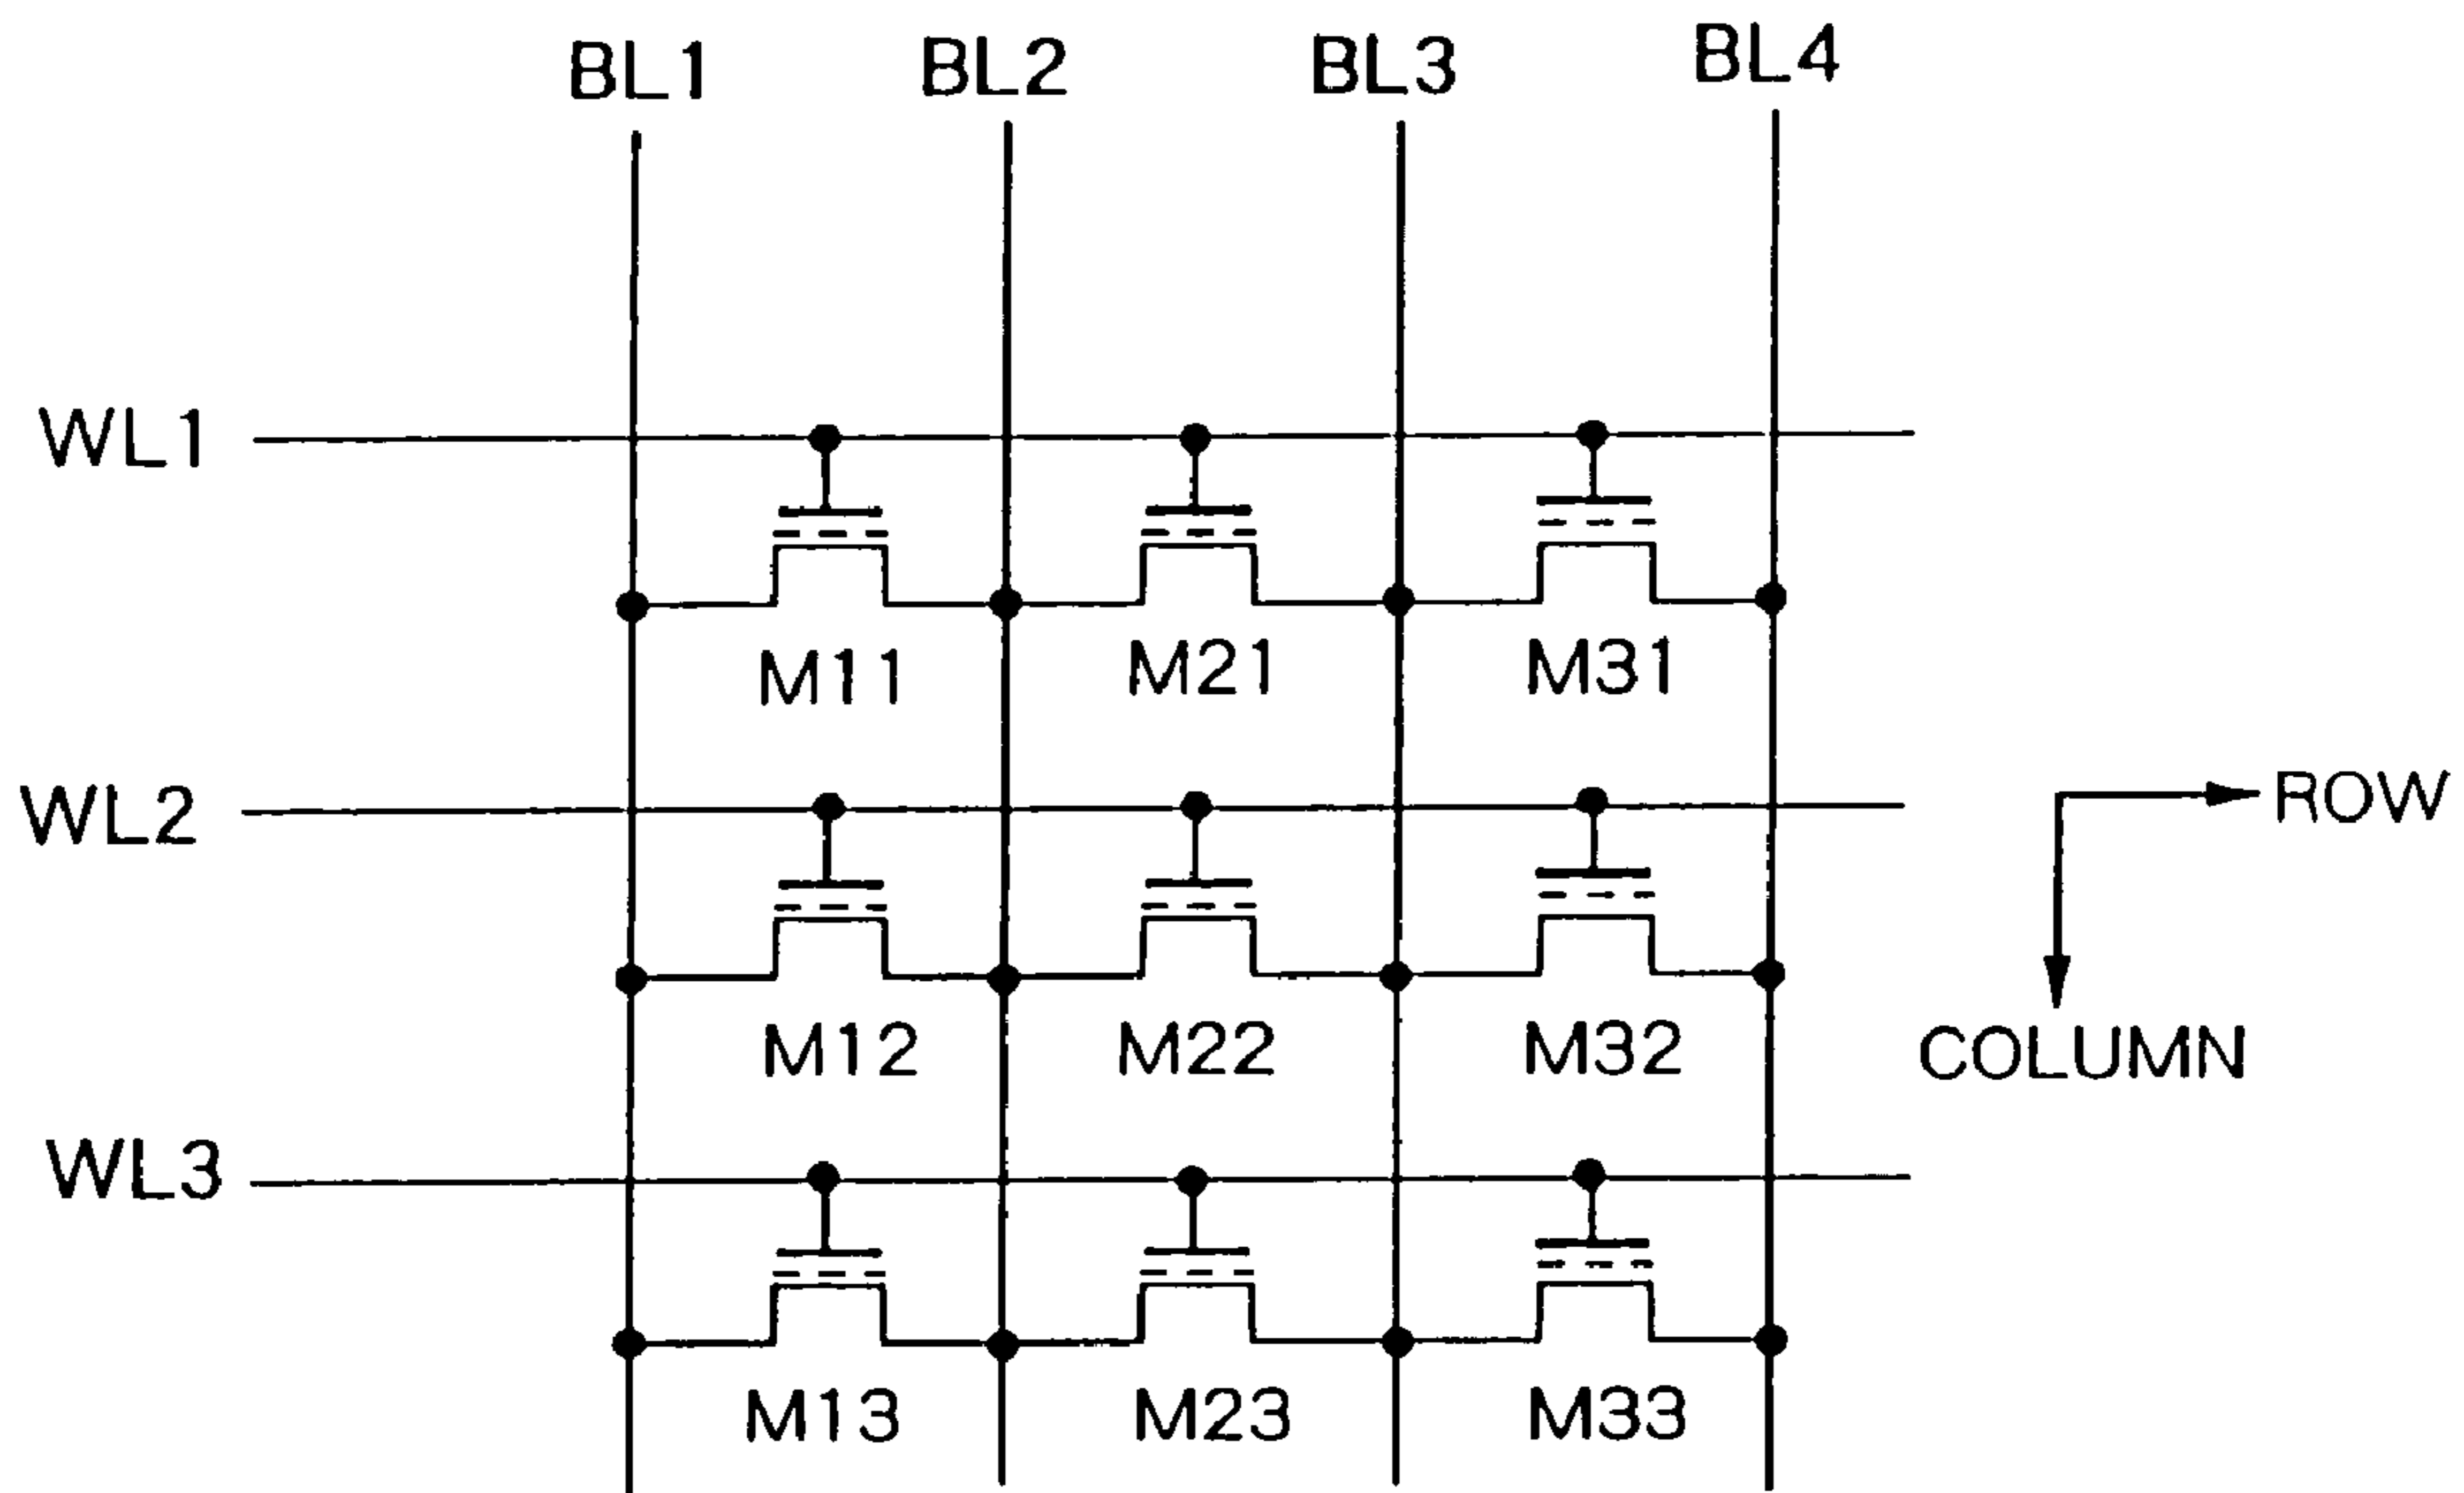 BL1 BL2 BL3 BL4
WL1
M11 M21 M31
WL2
ROW
M12 M22 M32
COLUMN
WL3
M13 M23 M33